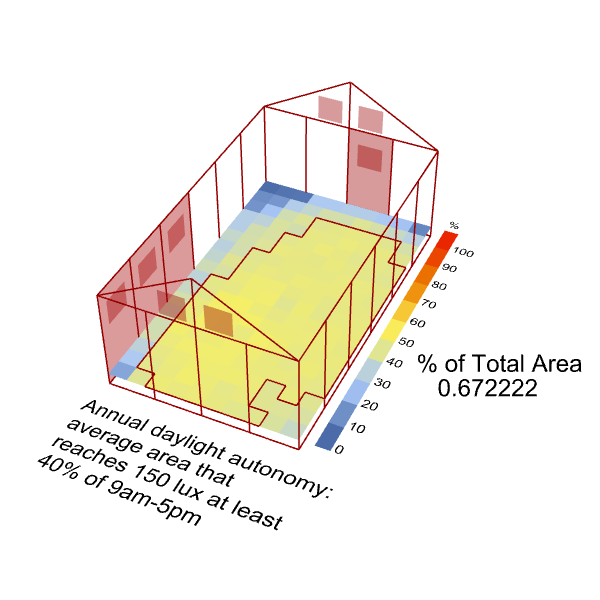 %
100
90
80
70
60
50
40
30
20
10
0
% of Total Area
0.672222
Annual daylight autonomy:
average area that
reaches 150 lux at least
40% of 9am-5pm